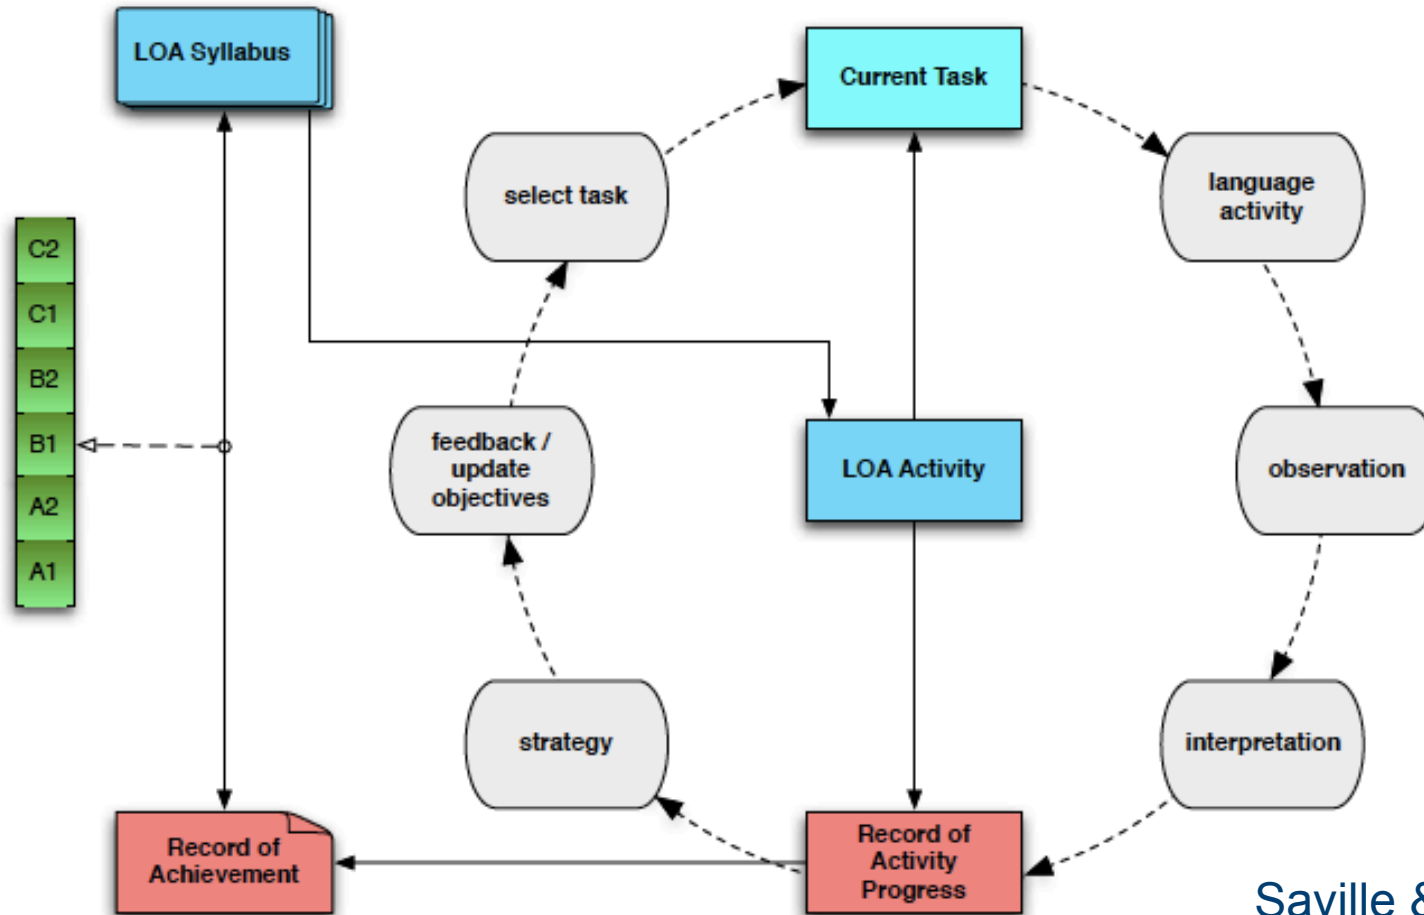 LOA Syllabus
Current Task
select task
language
activity
C2
C1
B2
B1
A2
A1
feedback /
update
objectives
LOA Activity
observation
strategy
interpretation
Record of
Achievement
Record of
Activity
Progress
Saville &